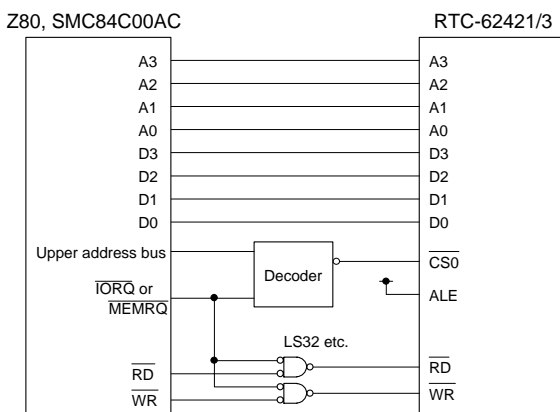 Z80, SMC84C00AC
RTC-62421/3
A3 A3
A2 A2
A1 A1
A0 A0
D3 D3
D2 D2
D1 D1
D0 D0
Upper address bus
Decoder
CS0
IORQ or
MEMRQ
ALE
LS32 etc.
RD RD
WR WR